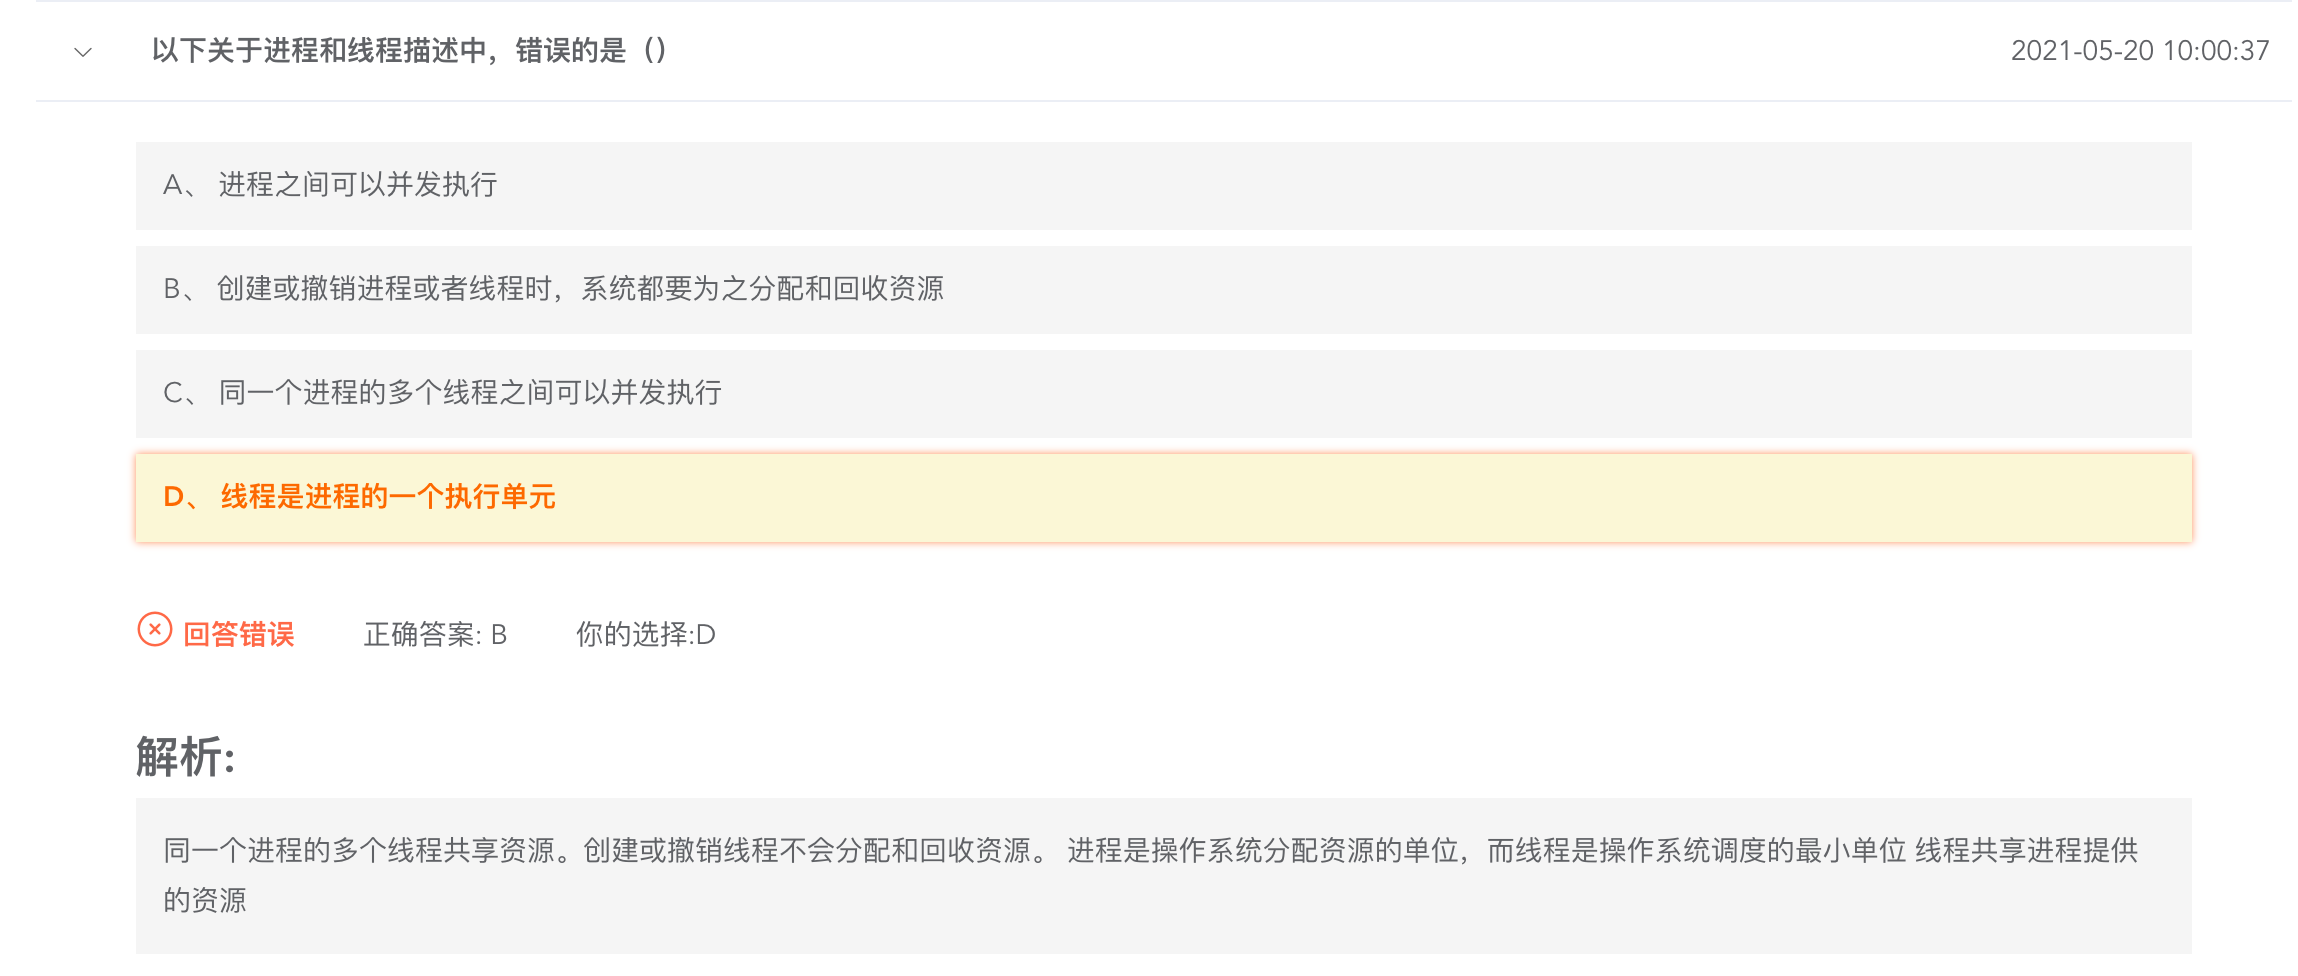 以下关于进程和线程描述中，错误的是（）
2021-05-20 10:00:37
A、 进程之间可以并发执行
B、 创建或撤销进程或者线程时，系统都要为之分配和回收资源
C、 同一个进程的多个线程之间可以并发执行
D、 线程是进程的一个执行单元
回答错误 正确答案: B 你的选择:D
解析:
同一个进程的多个线程共享资源。创建或撤销线程不会分配和回收资源。 进程是操作系统分配资源的单位，而线程是操作系统调度的最小单位 线程共享进程提供
的资源